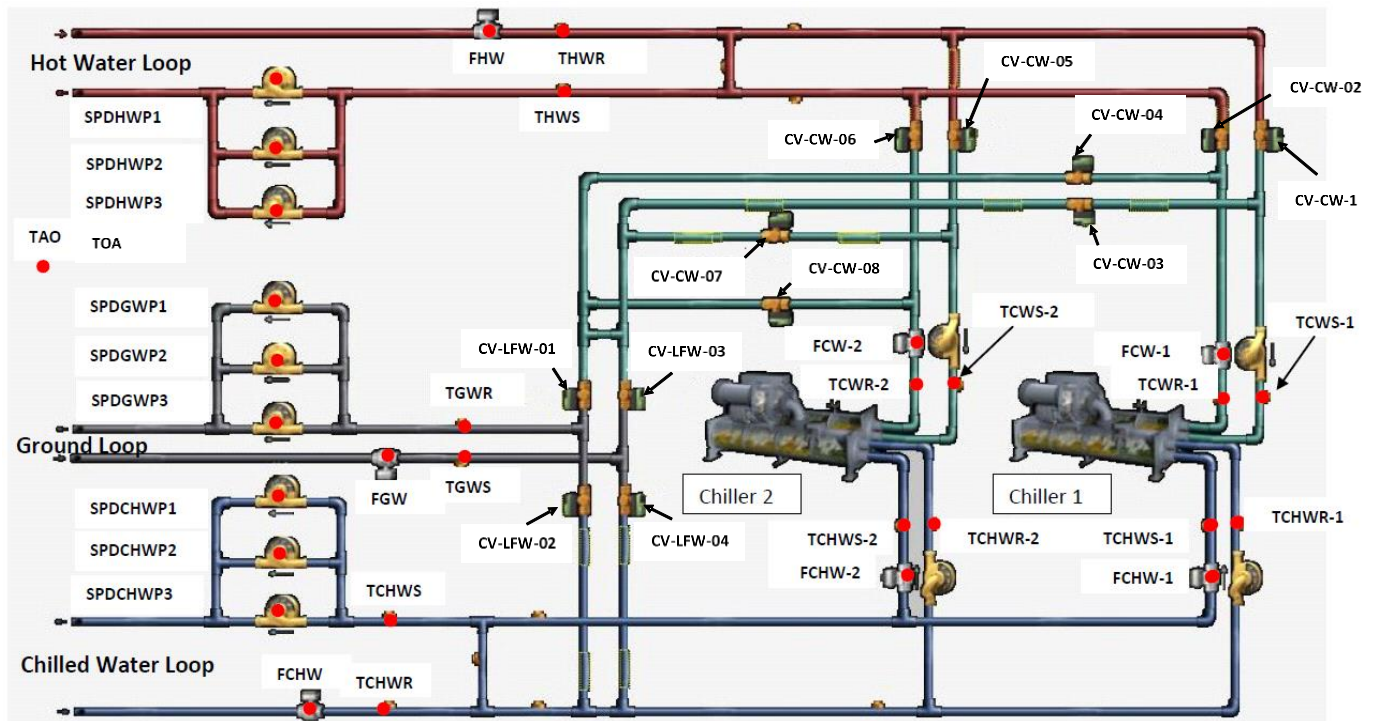 FHW
THWR
Hot Water Loop
CV-CW-05
CV-CW-02
SPDHWP1
THWS
CV-CW-04
CV-CW-06
SPDHWP2
SPDHWP3
CV-CW-1
TAO
TOA
CV-CW-07
CV-CW-08
CV-CW-03
SPDGWP1
TCWS-2
TCWS-1
SPDGWP2
CV-LFW-01
CV-LFW-03
FCW-2
FCW-1
SPDGWP3
TGWR
TCWR-2
TCWR-1
Ground Loop
FGW
TGWS
Chiller 2
Chiller 1
SPDCHWP1
CV-LFW-02
CV-LFW-04
TCHWS-2
TCHWR-2
TCHWS-1
TCHWR-1
SPDCHWP2
FCHW-2
FCHW-1
SPDCHWP3
TCHWS
Chilled Water Loop
FCHW
TCHWR